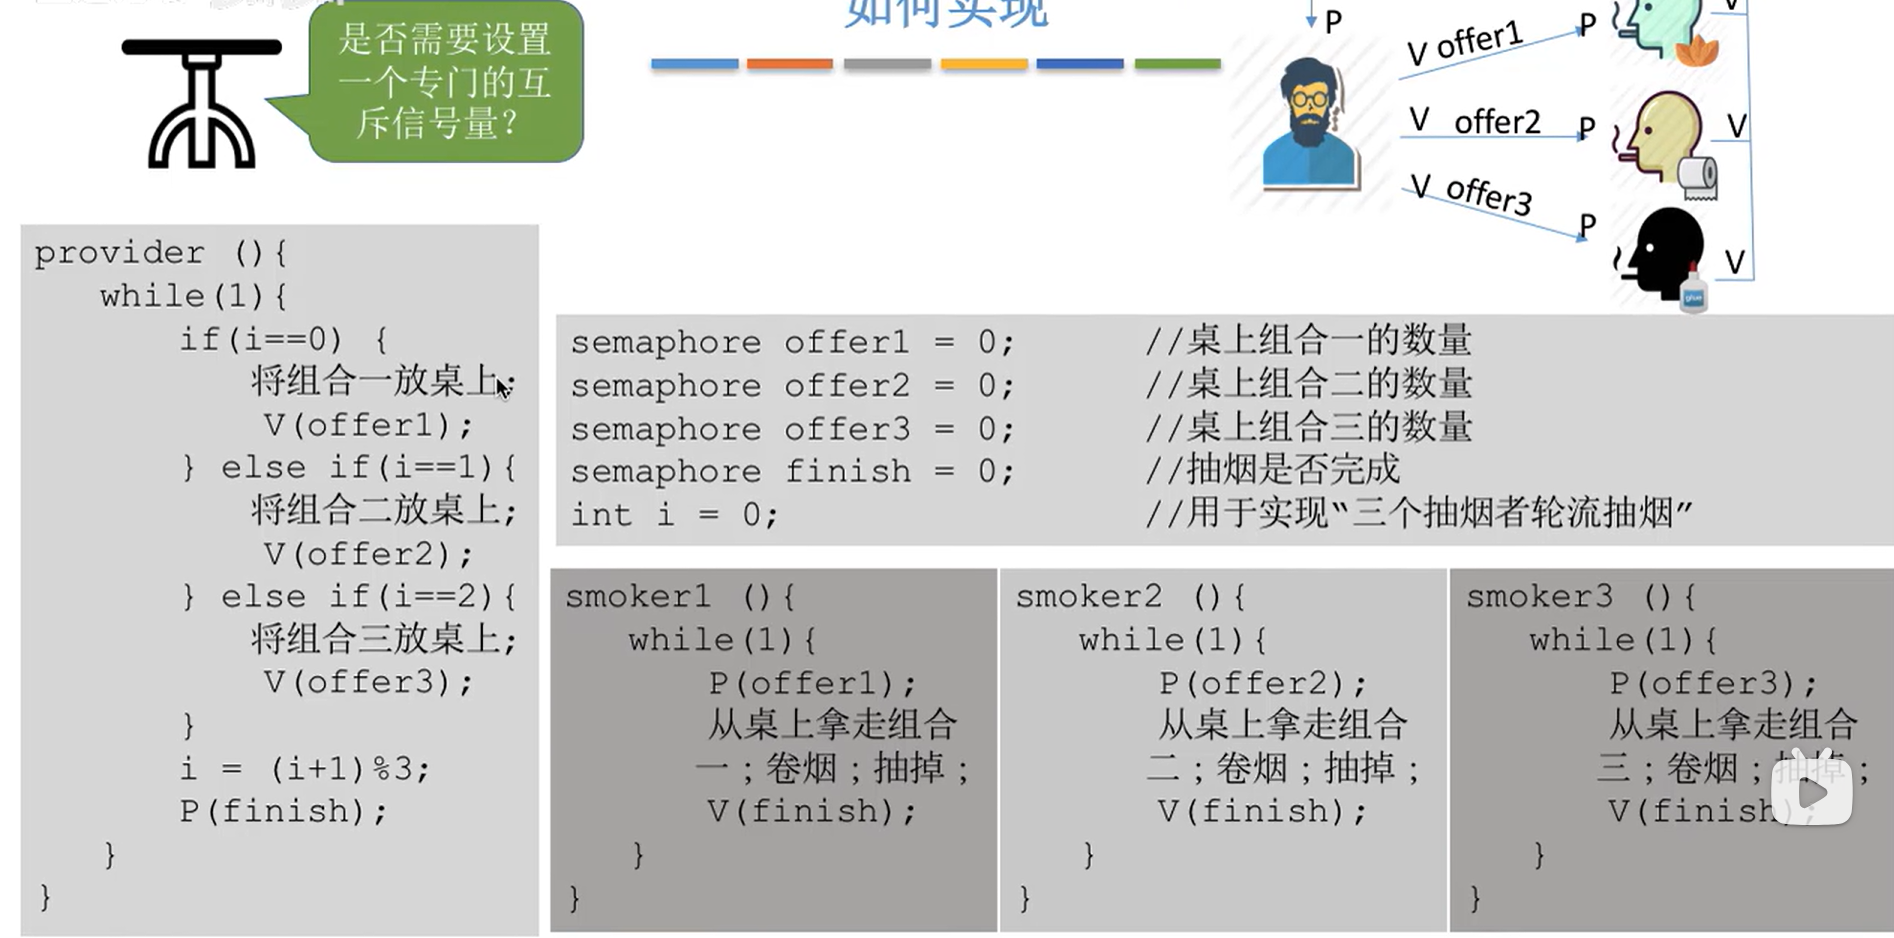 如何实现
是否需要设置
一个专门的互
斥信号量？
P
V offer1 P
V offer2 P
V offer3 P
V
V
V
glue
provider (){
while(1){
if(i==0) {
将组合一放桌上;
V(offer1);
} else if(i==1){
将组合二放桌上;
V(offer2);
} else if(i==2){
将组合三放桌上;
V(offer3);
}
i = (i+1)%3;
P(finish);
}
}
semaphore offer1 = 0; //桌上组合一的数量
semaphore offer2 = 0; //桌上组合二的数量
semaphore offer3 = 0; //桌上组合三的数量
semaphore finish = 0; //抽烟是否完成
int i = 0; //用于实现“三个抽烟者轮流抽烟”
smoker1 (){
while(1){
P(offer1);
从桌上拿走组合
一；卷烟；抽掉；
V(finish);
}
}
smoker2 (){
while(1){
P(offer2);
从桌上拿走组合
二；卷烟；抽掉；
V(finish);
}
}
smoker3 (){
while(1){
P(offer3);
从桌上拿走组合
三；卷烟；抽掉；
V(finish);
}
}